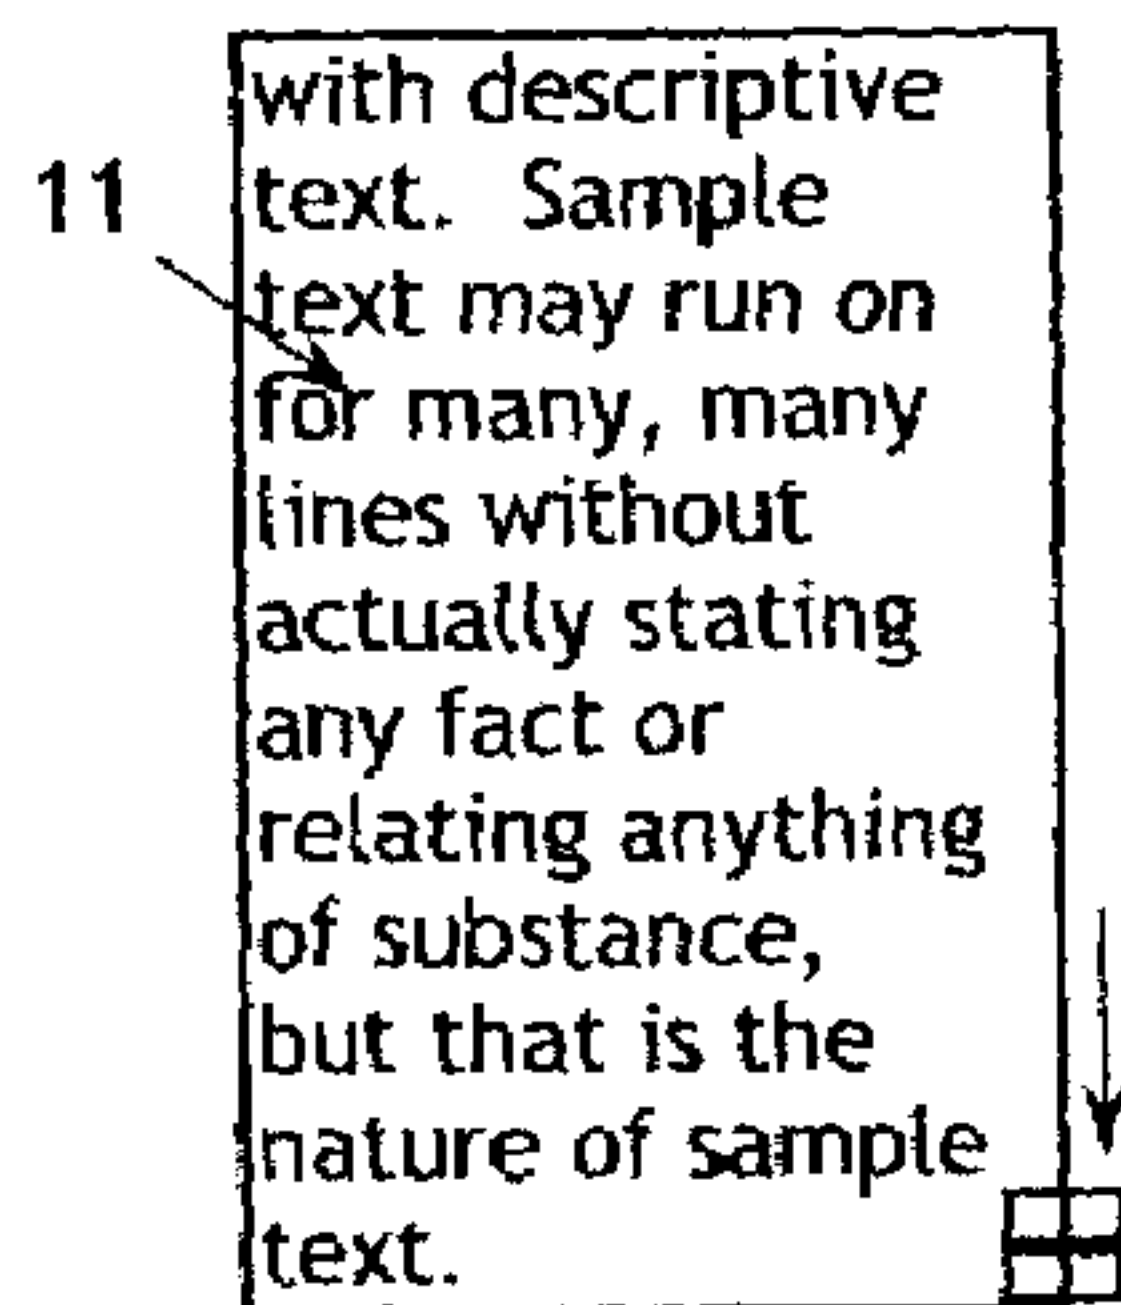 with descriptive
11
text.  Sample
text may run on
for many, many
lines without
actually stating
any fact or
relating anything
of substance,
but that is the
nature of sample
text.